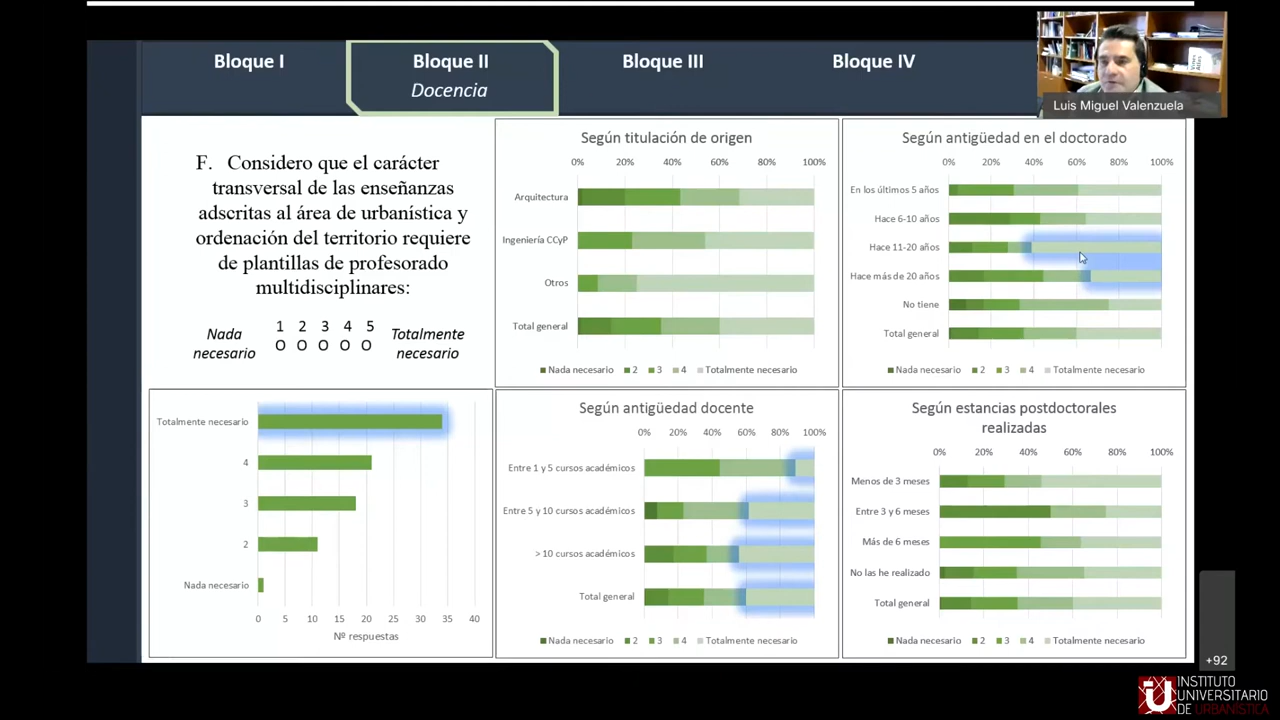 Bloque I
Bloque II
Docencia
Bloque III
Bloque IV
Luis Miguel Valenzuela
F. Considero que el carácter
transversal de las enseñanzas
adscritas al área de urbanística y
ordenación del territorio requiere
de plantillas de profesorado
multidisciplinares:
Nada
necesario
1 2 3 4 5
O O O O O
Totalmente
necesario
Según titulación de origen
0% 20% 40% 60% 80% 100%
Arquitectura
Ingeniería CCyP
Otros
Total general
Nada necesario 2 3 4 Totalmente necesario
Según antigüedad en el doctorado
0% 20% 40% 60% 80% 100%
En los últimos 5 años
Hace 6-10 años
Hace 11-20 años
Hace más de 20 años
No tiene
Total general
Nada necesario 2 3 4 Totalmente necesario
Totalmente necesario
4
3
2
Nada necesario
0 5 10 15 20 25 30 35 40
Nº respuestas
Según antigüedad docente
0% 20% 40% 60% 80% 100%
Entre 1 y 5 cursos académicos
Entre 5 y 10 cursos académicos
> 10 cursos académicos
Total general
Nada necesario 2 3 4 Totalmente necesario
Según estancias postdoctorales
realizadas
0% 20% 40% 60% 80% 100%
Menos de 3 meses
Entre 3 y 6 meses
Más de 6 meses
No las he realizado
Total general
Nada necesario 2 3 4 Totalmente necesario
+92
INSTITUTO
UNIVERSITARIO
DE URBANÍSTICA